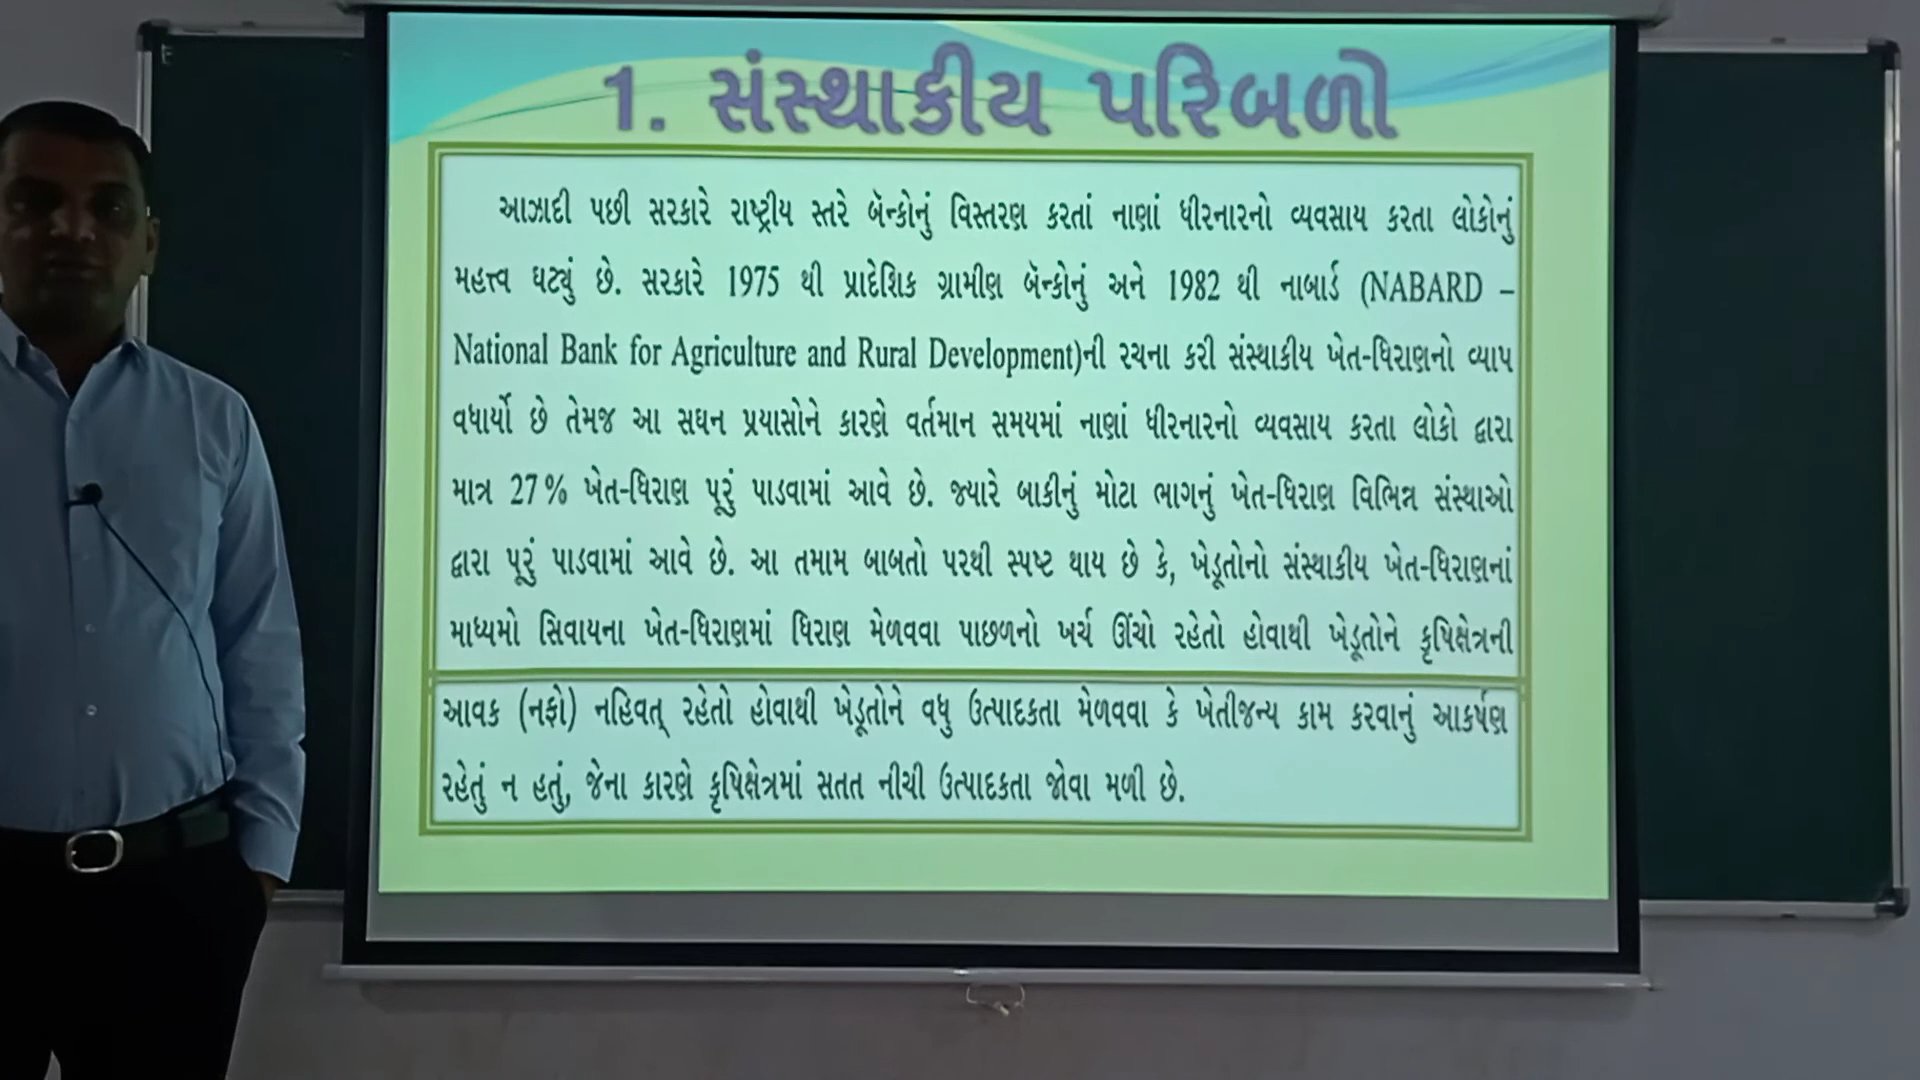 1. સંસ્થાકીય પરિબળો
આઝાદી પછી સરકારે રાષ્ટ્રીય સ્તરે બૅન્કોનું વિસ્તરણ કરતાં નાણાં ધીરનારનો વ્યવસાય કરતા લોકોનું
મહત્ત્વ ઘટ્યું છે. સરકારે 1975 થી પ્રાદેશિક ગ્રામીણ બૅન્કોનું અને 1982 થી નાબાર્ડ (NABARD –
National Bank for Agriculture and Rural Development)ની રચના કરી સંસ્થાકીય ખેત-ધિરાણનો વ્યાપ
વધાર્યો છે તેમજ આ સઘન પ્રયાસોને કારણે વર્તમાન સમયમાં નાણાં ધીરનારનો વ્યવસાય કરતા લોકો દ્વારા
માત્ર 27% ખેત-ધિરાણ પૂરું પાડવામાં આવે છે. જ્યારે બાકીનું મોટા ભાગનું ખેત-ધિરાણ વિભિન્ન સંસ્થાઓ
દ્વારા પૂરું પાડવામાં આવે છે. આ તમામ બાબતો પરથી સ્પષ્ટ થાય છે કે, ખેડૂતોનો સંસ્થાકીય ખેત-ધિરાણનાં
માધ્યમો સિવાયના ખેત-ધિરાણમાં ધિરાણ મેળવવા પાછળનો ખર્ચ ઊંચો રહેતો હોવાથી ખેડૂતોને કૃષિક્ષેત્રની
આવક (નફો) નહિવત્ રહેતો હોવાથી ખેડૂતોને વધુ ઉત્પાદકતા મેળવવા કે ખેતીજન્ય કામ કરવાનું આકર્ષણ
રહેતું ન હતું, જેના કારણે કૃષિક્ષેત્રમાં સતત નીચી ઉત્પાદકતા જોવા મળી છે.